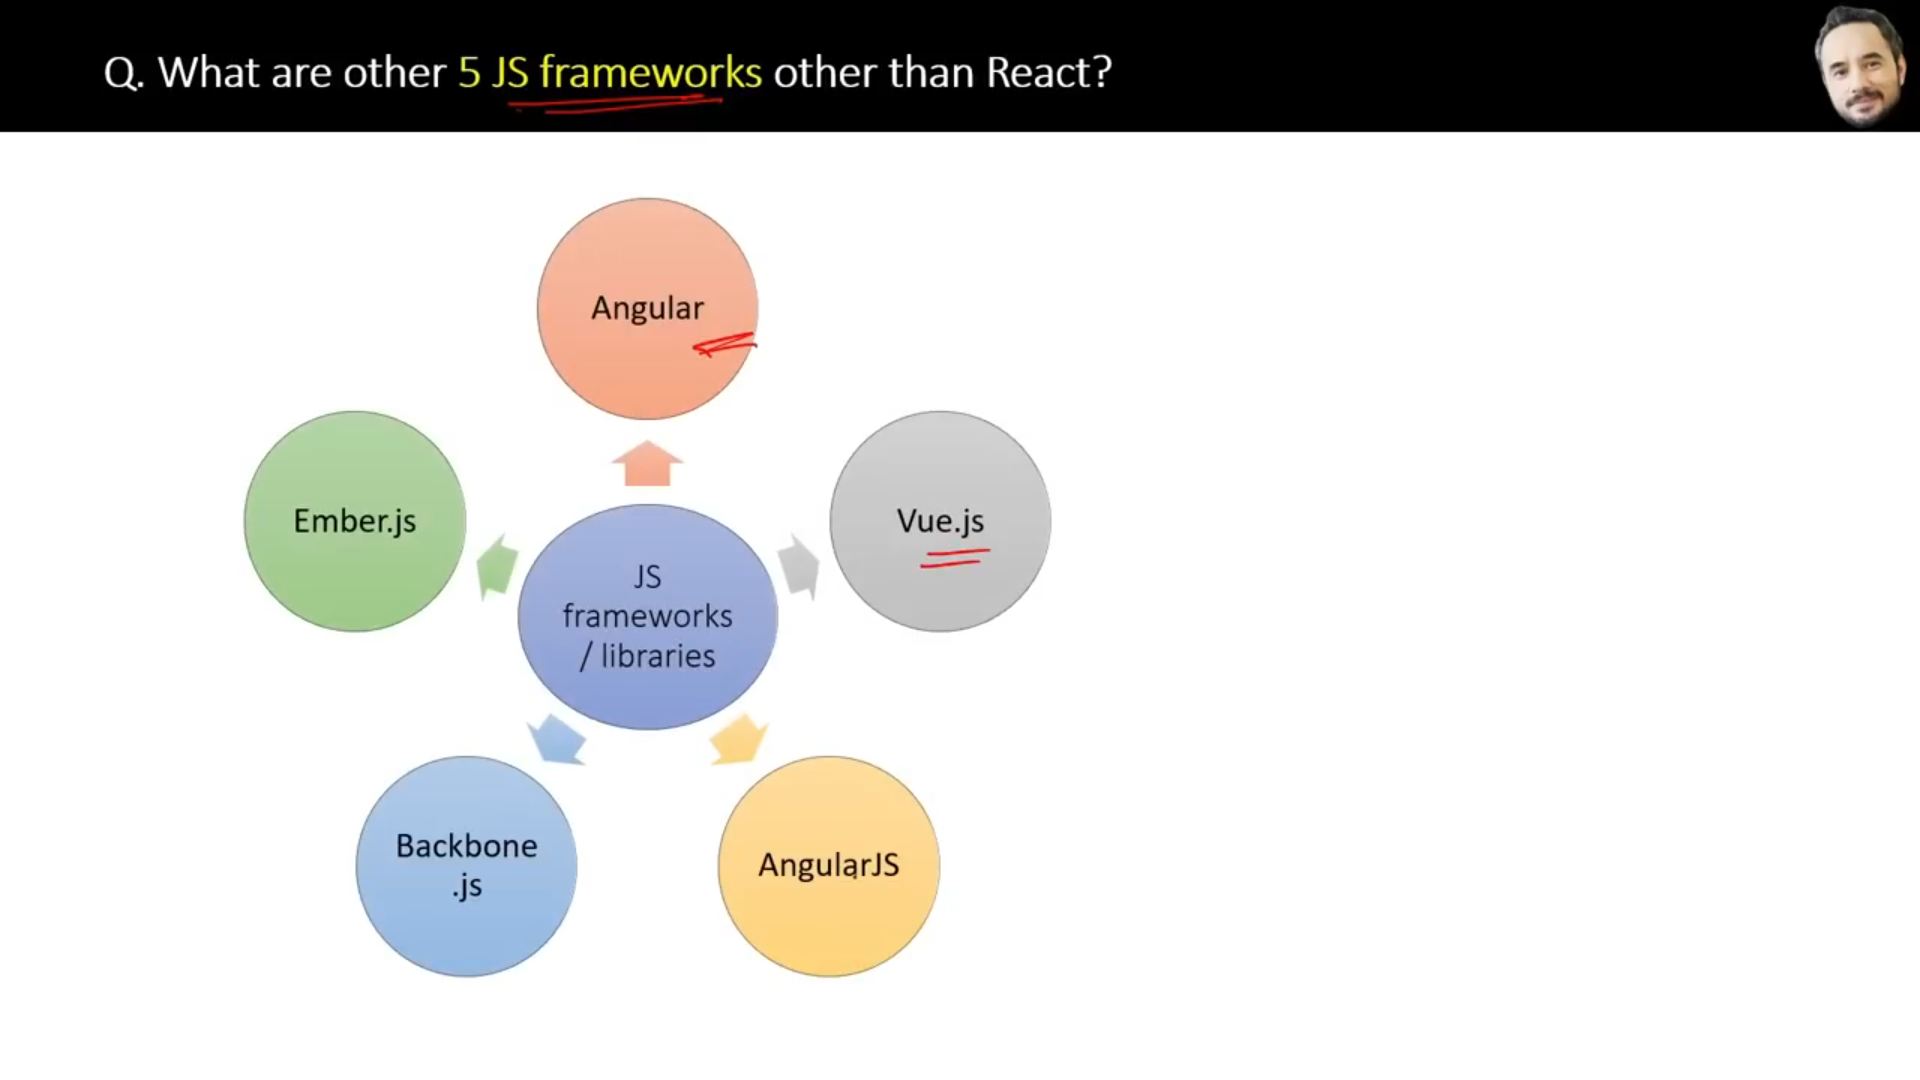 Q. What are other 5 JS frameworks other than React?
Angular
Ember.js
Vue.js
JS
frameworks
/ libraries
Backbone
.js
AngularJS